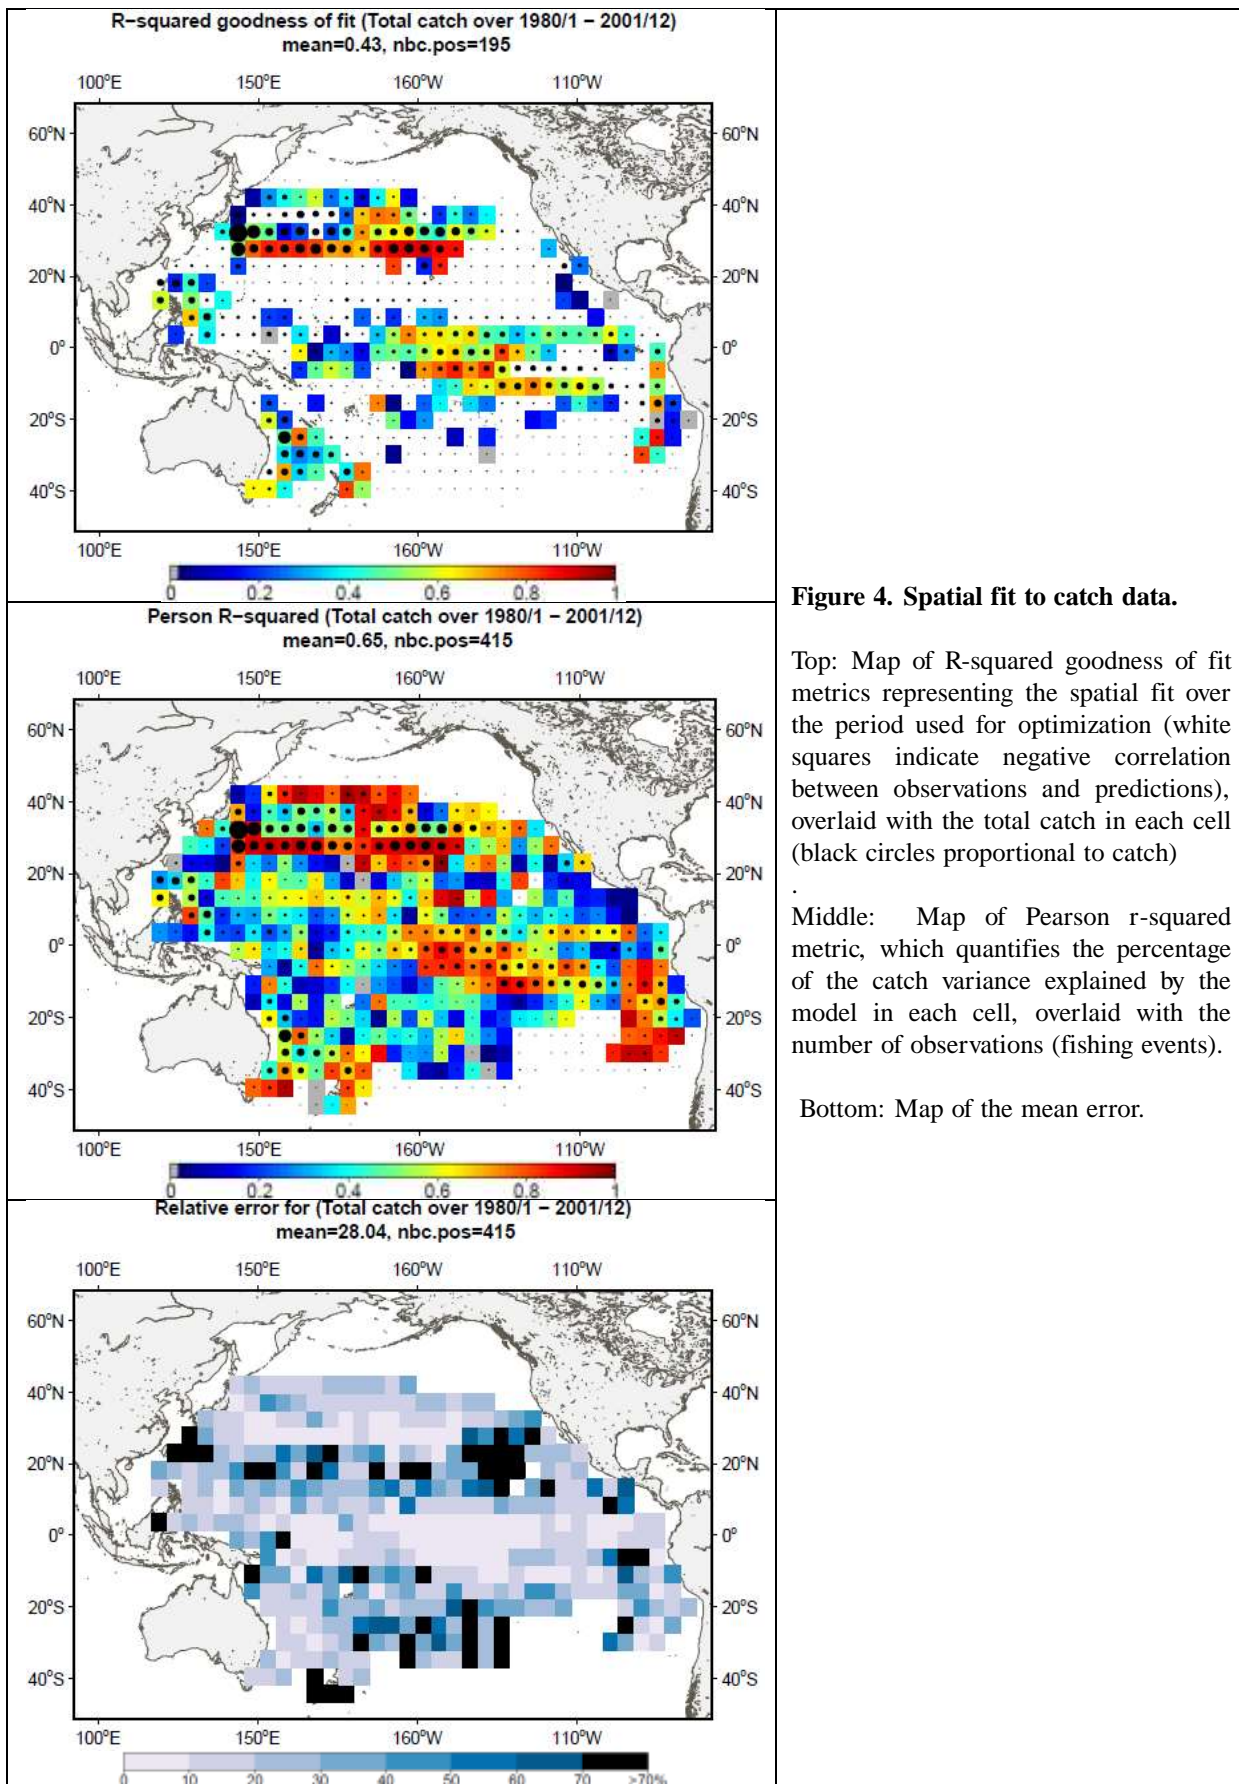 R−squared goodness of fit (Total catch over 1980/1 − 2001/12)
mean=0.43, nbc.pos=195
100°E 150°E 160°W 110°W
60°N 60°N
40°N 40°N
20°N 20°N
0° 0°
20°S 20°S
40°S 40°S
100°E 150°E 160°W 110°W
0 0.2 0.4 0.6 0.8 1
Person R−squared (Total catch over 1980/1 − 2001/12)
mean=0.65, nbc.pos=415
100°E 150°E 160°W 110°W
60°N 60°N
40°N 40°N
20°N 20°N
0° 0°
20°S 20°S
40°S 40°S
100°E 150°E 160°W 110°W
0 0.2 0.4 0.6 0.8 1
Relative error for (Total catch over 1980/1 − 2001/12)
mean=28.04, nbc.pos=415
100°E 150°E 160°W 110°W
60°N 60°N
40°N 40°N
20°N 20°N
0° 0°
20°S 20°S
40°S 40°S
100°E 150°E 160°W 110°W
0 10 20 30 40 50 60 70 >70%
Figure 4. Spatial fit to catch data.
Top: Map of R-squared goodness of fit
metrics representing the spatial fit over
the period used for optimization (white
squares indicate negative correlation
between observations and predictions),
overlaid with the total catch in each cell
(black circles proportional to catch)
.
Middle: Map of Pearson r-squared
metric, which quantifies the percentage
of the catch variance explained by the
model in each cell, overlaid with the
number of observations (fishing events).
Bottom: Map of the mean error.